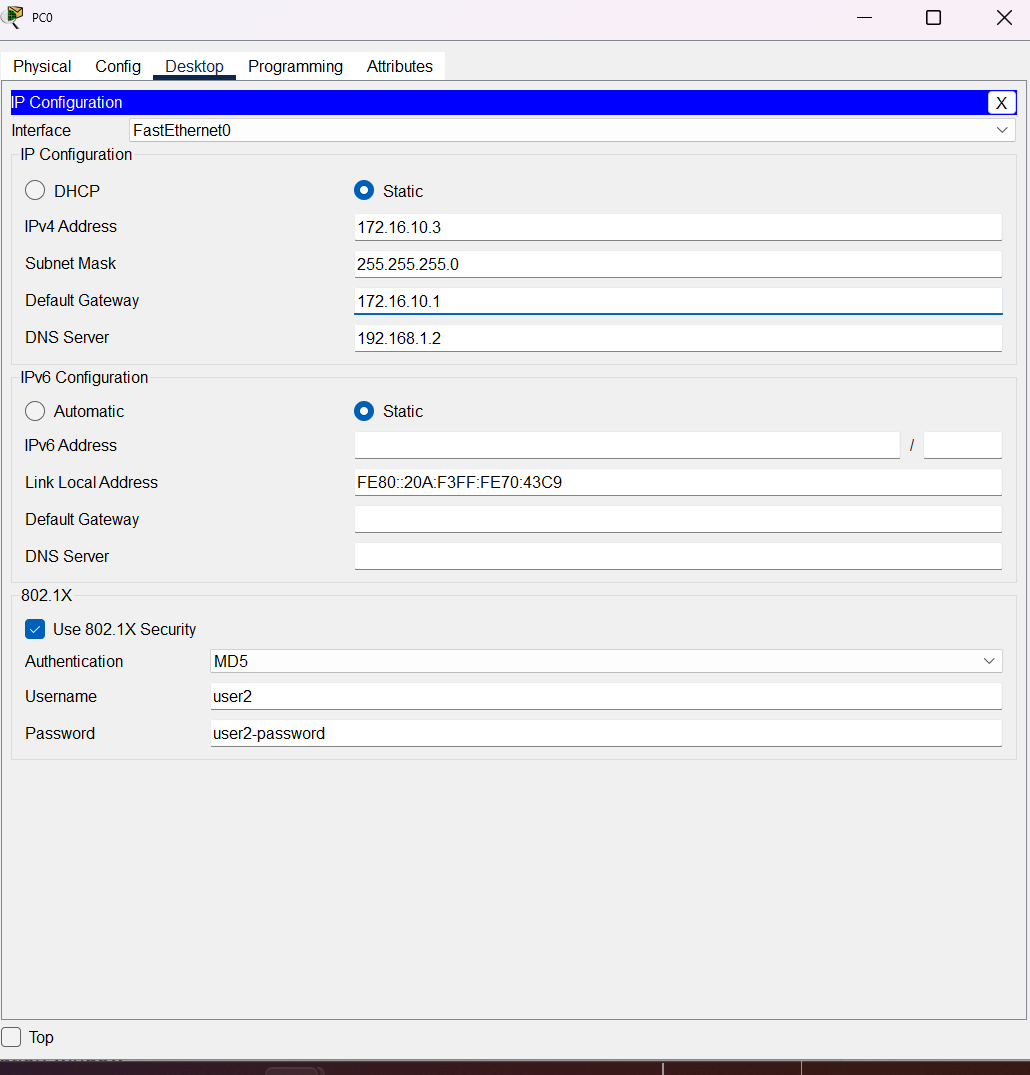 PC0
Physical Config Desktop Programming Attributes
IP Configuration X
Interface FastEthernet0
IP Configuration
DHCP Static
IPv4 Address 172.16.10.3
Subnet Mask 255.255.255.0
Default Gateway 172.16.10.1
DNS Server 192.168.1.2
IPv6 Configuration
Automatic Static
IPv6 Address /
Link Local Address FE80::20A:F3FF:FE70:43C9
Default Gateway
DNS Server
802.1X
Use 802.1X Security
Authentication MD5
Username user2
Password user2-password
Top